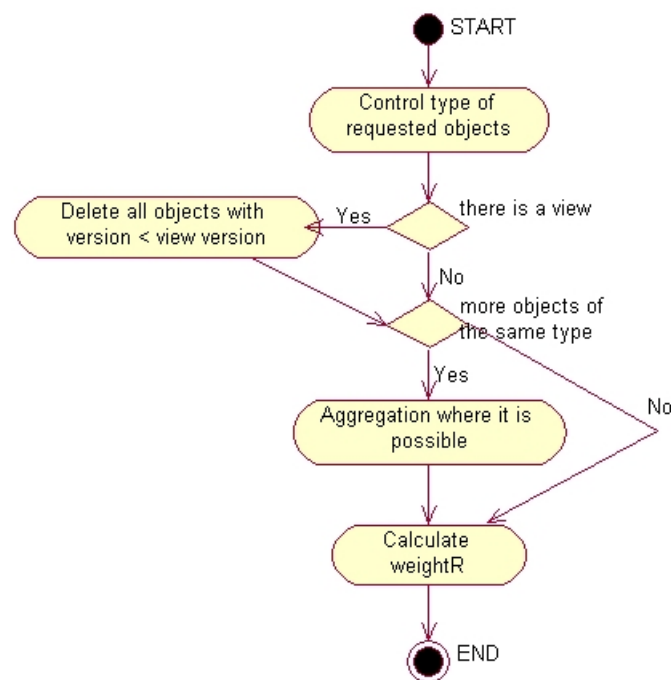 START
Control type of
requested objects
there is a view
Yes
Delete all objects with
version < view version
No
more objects of
the same type
Yes
No
Aggregation where it is
possible
Calculate
weightR
END